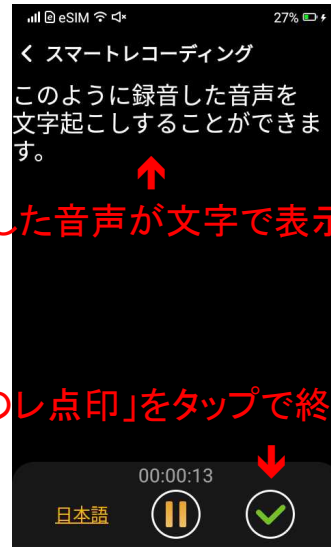 eSIM 27%
スマートレコーディング
このように録音した音声を
文字起こしすることができま
す。
した音声が文字で表示
のレ点印」をタップで終
00:00:13
日本語